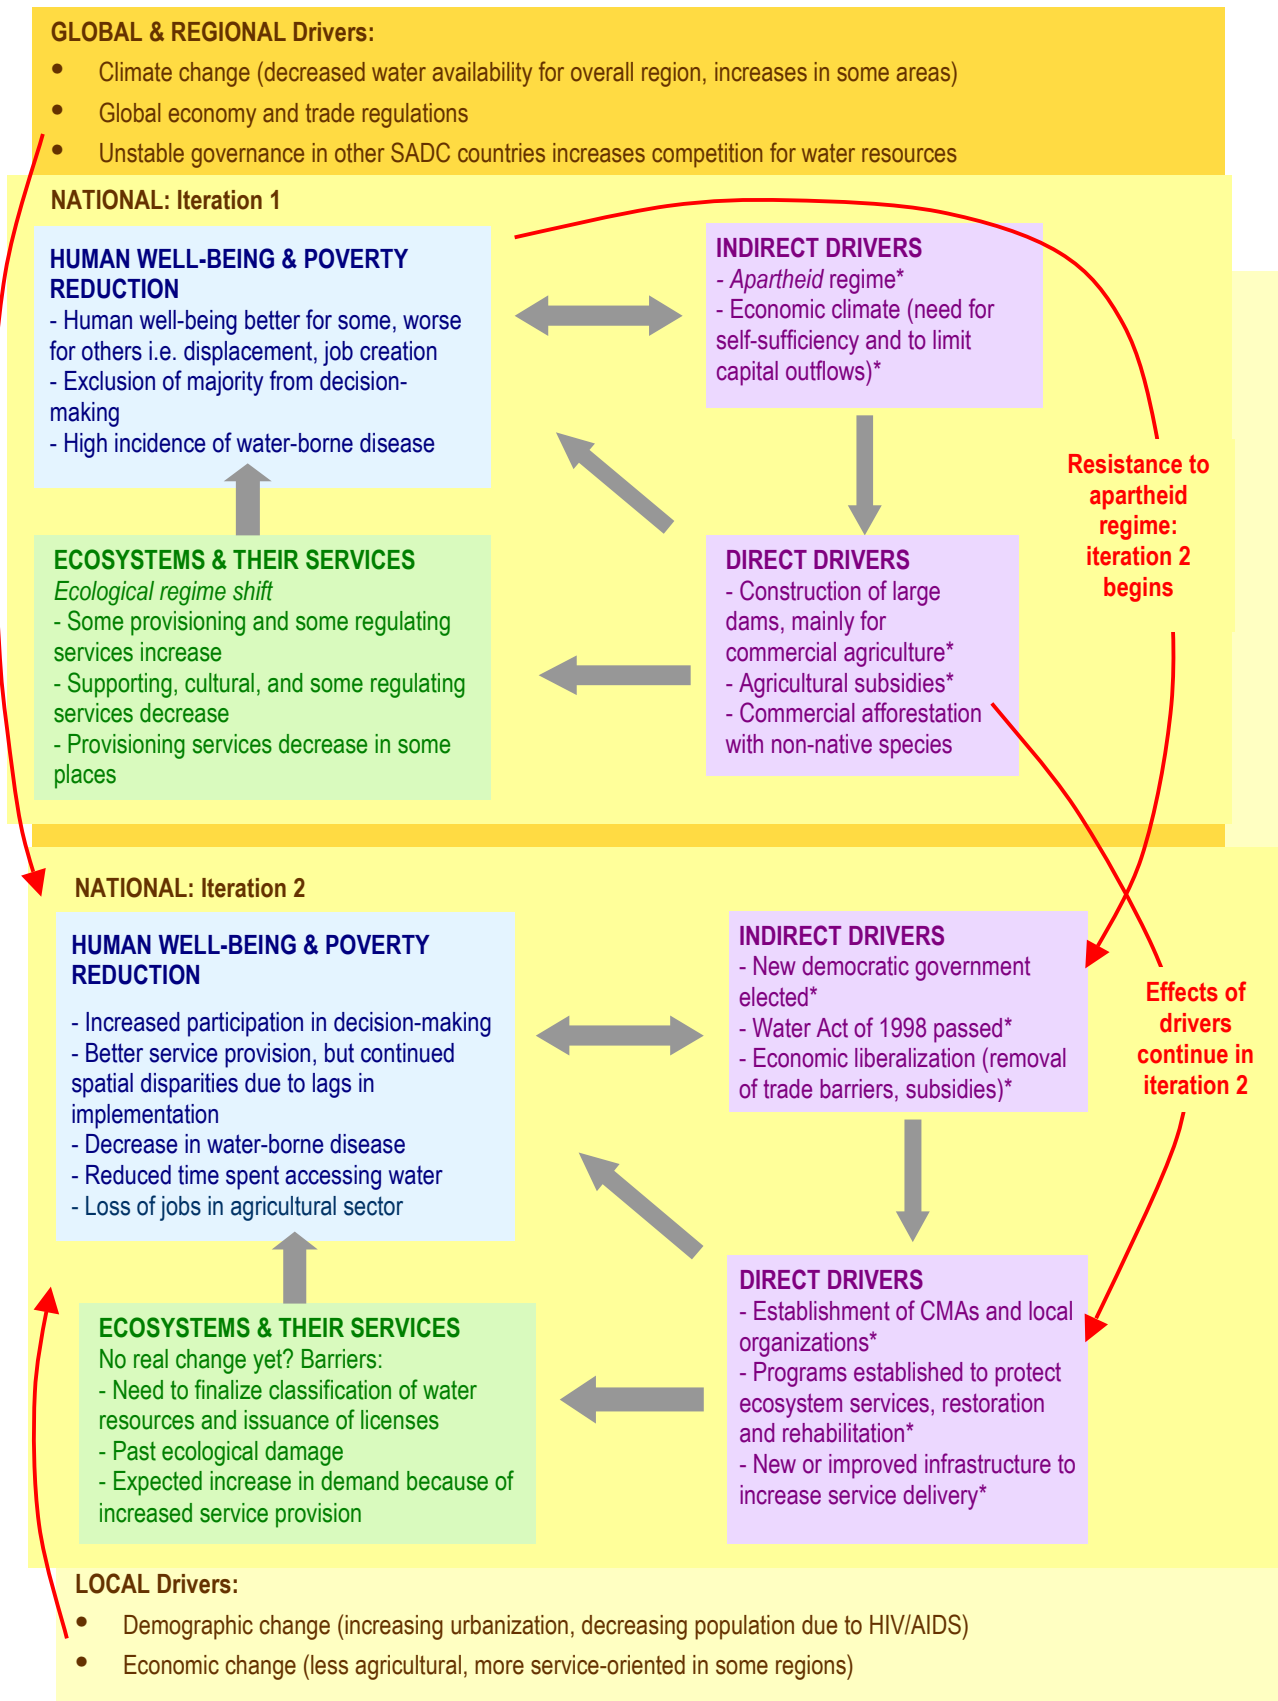 GLOBAL & REGIONAL Drivers:
• Climate change (decreased water availability for overall region, increases in some areas)
• Global economy and trade regulations
• Unstable governance in other SADC countries increases competition for water resources
NATIONAL: Iteration 1
HUMAN WELL-BEING & POVERTY
REDUCTION
- Human well-being better for some, worse
for others i.e. displacement, job creation
- Exclusion of majority from decision-
making
- High incidence of water-borne disease
INDIRECT DRIVERS
- Apartheid regime*
- Economic climate (need for
self-sufficiency and to limit
capital outflows)*
Resistance to
apartheid
regime:
iteration 2
begins
ECOSYSTEMS & THEIR SERVICES
Ecological regime shift
- Some provisioning and some regulating
services increase
- Supporting, cultural, and some regulating
services decrease
- Provisioning services decrease in some
places
DIRECT DRIVERS
- Construction of large
dams, mainly for
commercial agriculture*
- Agricultural subsidies*
- Commercial afforestation
with non-native species
NATIONAL: Iteration 2
HUMAN WELL-BEING & POVERTY
REDUCTION
- Increased participation in decision-making
- Better service provision, but continued
spatial disparities due to lags in
implementation
- Decrease in water-borne disease
- Reduced time spent accessing water
- Loss of jobs in agricultural sector
INDIRECT DRIVERS
- New democratic government
elected*
- Water Act of 1998 passed*
- Economic liberalization (removal
of trade barriers, subsidies)*
Effects of
drivers
continue in
iteration 2
ECOSYSTEMS & THEIR SERVICES
No real change yet? Barriers:
- Need to finalize classification of water
resources and issuance of licenses
- Past ecological damage
- Expected increase in demand because of
increased service provision
DIRECT DRIVERS
- Establishment of CMAs and local
organizations*
- Programs established to protect
ecosystem services, restoration
and rehabilitation*
- New or improved infrastructure to
increase service delivery*
LOCAL Drivers:
• Demographic change (increasing urbanization, decreasing population due to HIV/AIDS)
• Economic change (less agricultural, more service-oriented in some regions)